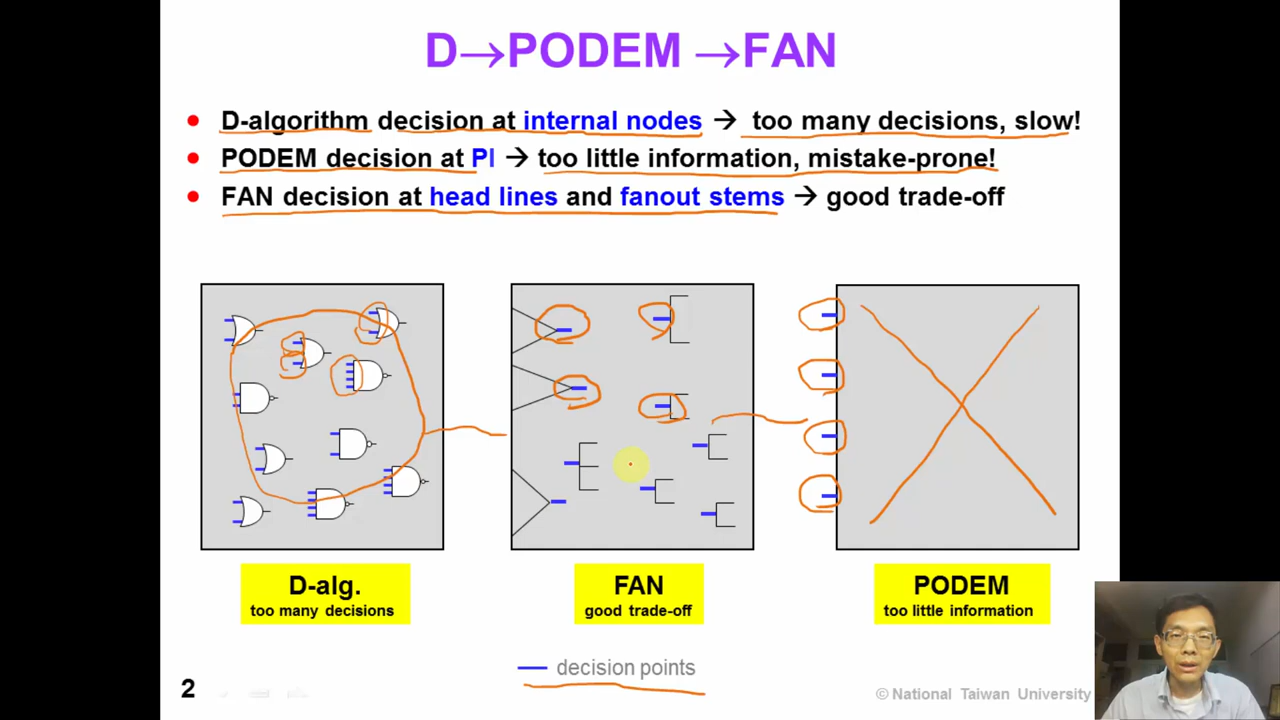 D→PODEM →FAN
• D-algorithm decision at internal nodes → too many decisions, slow!
• PODEM decision at PI → too little information, mistake-prone!
• FAN decision at head lines and fanout stems → good trade-off
D-alg.
too many decisions
FAN
good trade-off
PODEM
too little information
decision points
2
© National Taiwan University